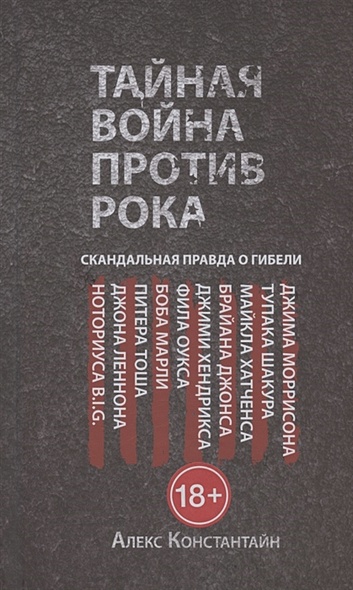 ТАЙНАЯ
ВОЙНА
ПРОТИВ
РОКА
СКАНДАЛЬНАЯ ПРАВДА О ГИБЕЛИ
ДЖИМА МОРРИСОНА
ТУПАКА ШАКУРА
МАЙКЛА ХАТЧЕНСА
БРАЙАНА ДЖОНСА
ДЖИМИ ХЕНДРИКСА
ФИЛА ОУКСА
БОБА МАРЛИ
ПИТЕРА ТОША
ДЖОНА ЛЕННОНА
НОТОРИУСА B.I.G.
18+
АЛЕКС КОНСТАНТАЙН